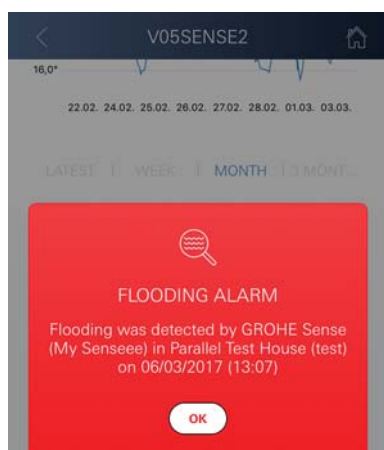 V05SENSE2
16,0°
22.02. 24.02. 25.02. 26.02. 27.02. 28.02. 01.03. 03.03.
LATEST | WEEK | MONTH | 3 MONT...
FLOODING ALARM
Flooding was detected by GROHE Sense
(My Senseee) in Parallel Test House (test)
on 06/03/2017 (13:07)
OK